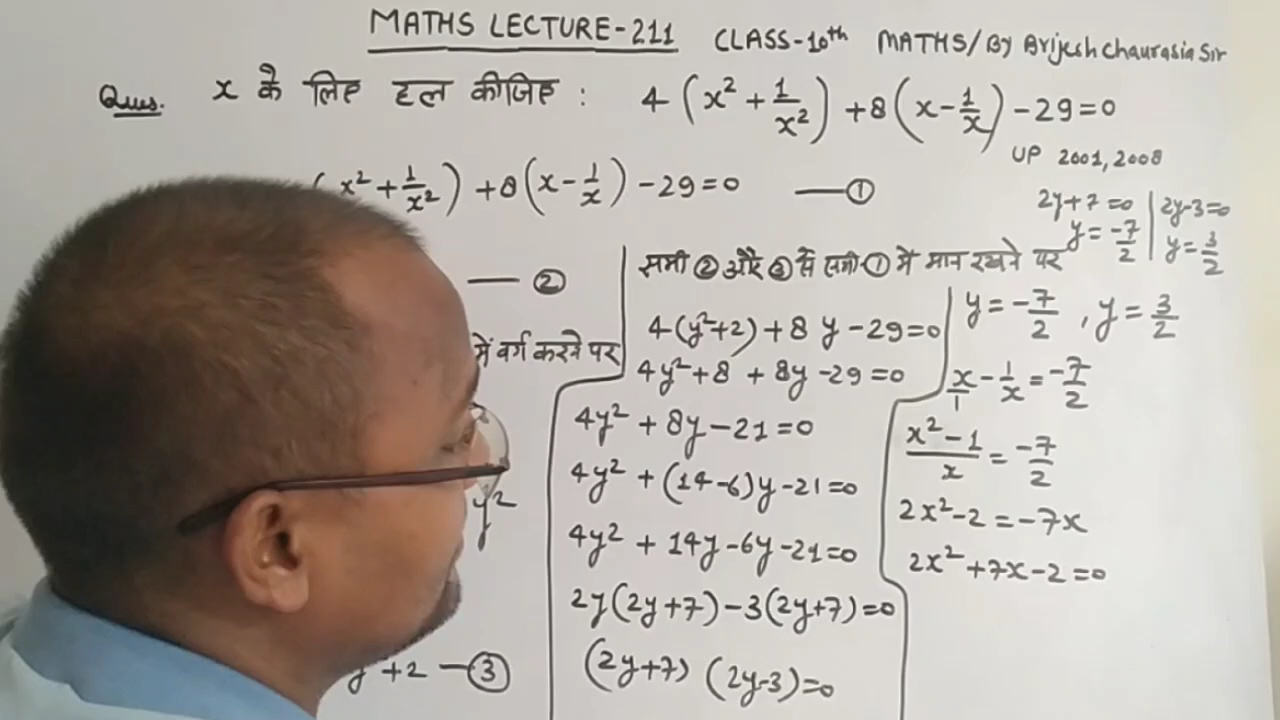 MATHS LECTURE-211 CLASS-10th MATHS/By Brijesh Chaurasia Sir
Ques. x के लिए हल कीजिए : 4(x² + 1/x²) + 8(x - 1/x) - 29 = 0
UP 2001, 2008
(x² + 1/x²) + 8(x - 1/x) - 29 = 0 — ①
— ②
में वर्ग करने पर
y²
y² + 2 — ③
समी ② और ③ से समी ① में मान रखने पर
4(y²+2) + 8y - 29 = 0
4y² + 8 + 8y - 29 = 0
4y² + 8y - 21 = 0
4y² + (14-6)y - 21 = 0
4y² + 14y - 6y - 21 = 0
2y(2y+7) - 3(2y+7) = 0
(2y+7) (2y-3) = 0
2y+7 = 0 | 2y-3 = 0
y = -7/2 | y = 3/2
y = -7/2 , y = 3/2
x/1 - 1/x = -7/2
x² - 1/x = -7/2
2x² - 2 = -7x
2x² + 7x - 2 = 0